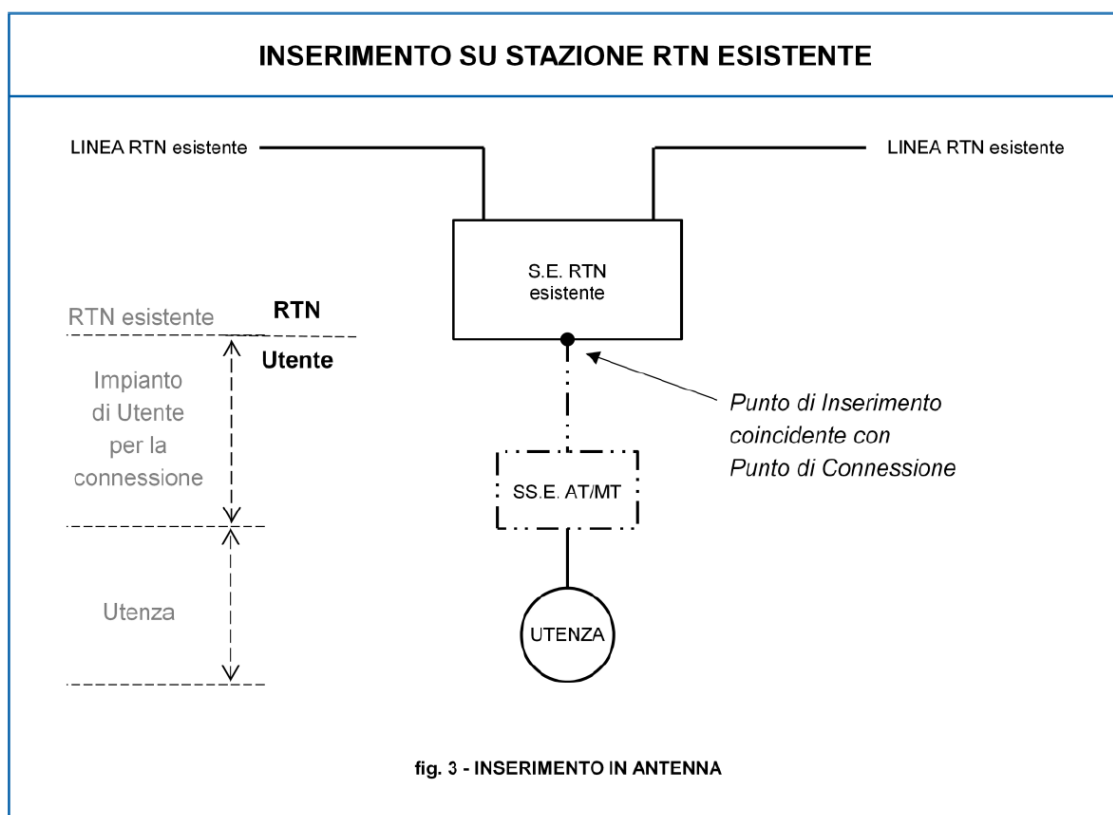 INSERIMENTO SU STAZIONE RTN ESISTENTE
LINEA RTN esistente
LINEA RTN esistente
S.E. RTN
esistente
RTN esistente
RTN
Utente
Impianto
di Utente
per la
connessione
Punto di Inserimento
coincidente con
Punto di Connessione
SS.E. AT/MT
Utenza
UTENZA
fig. 3 - INSERIMENTO IN ANTENNA